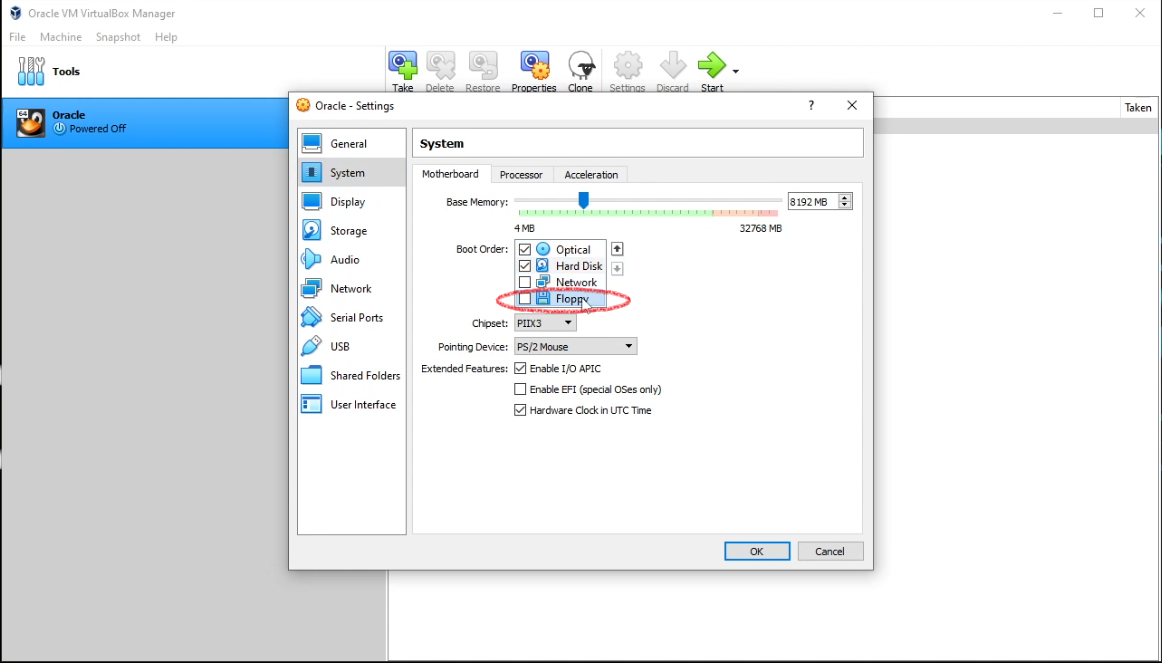 Oracle VM VirtualBox Manager
File Machine Snapshot Help
Tools
Take Delete Restore Properties Clone Settings Discard Start
64 Oracle
Powered Off
Taken
Oracle - Settings ?
General
System
Display
Storage
Audio
Network
Serial Ports
USB
Shared Folders
User Interface
System
Motherboard Processor Acceleration
Base Memory: 8192 MB
4 MB 32768 MB
Boot Order: Optical
Hard Disk
Network
Floppy
Chipset: PIIX3
Pointing Device: PS/2 Mouse
Extended Features: Enable I/O APIC
Enable EFI (special OSes only)
Hardware Clock in UTC Time
OK Cancel